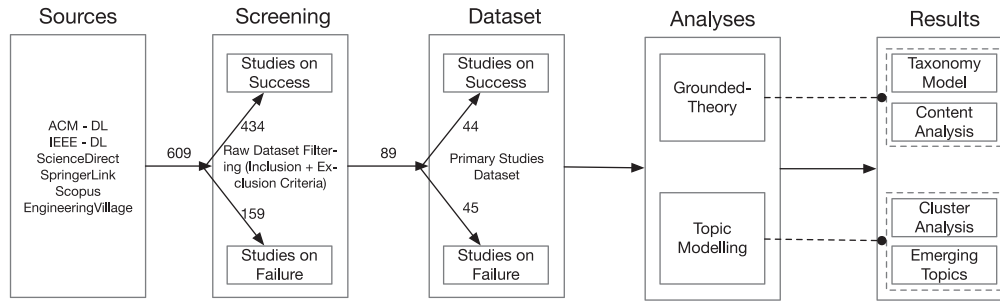 Sources
Screening
Dataset
Analyses
Results
ACM - DL
IEEE - DL
ScienceDirect
SpringerLink
Scopus
EngineeringVillage
609
Studies on
Success
434
Raw Dataset Filter-
ing (Inclusion + Ex-
clusion Criteria)
159
Studies on
Failure
89
Studies on
Success
44
Primary Studies
Dataset
45
Studies on
Failure
Grounded-
Theory
Topic
Modelling
Taxonomy
Model
Content
Analysis
Cluster
Analysis
Emerging
Topics